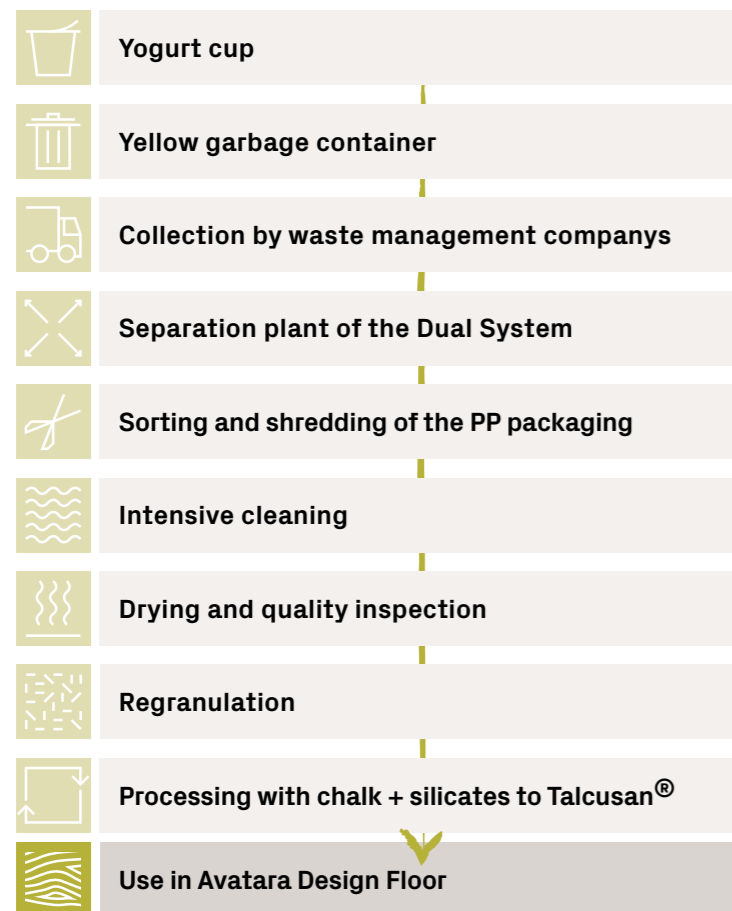 Yogurt cup
Yellow garbage container
Collection by waste management companys
Separation plant of the Dual System
Sorting and shredding of the PP packaging
Intensive cleaning
Drying and quality inspection
Regranulation
Processing with chalk + silicates to Talcusan®
Use in Avatara Design Floor